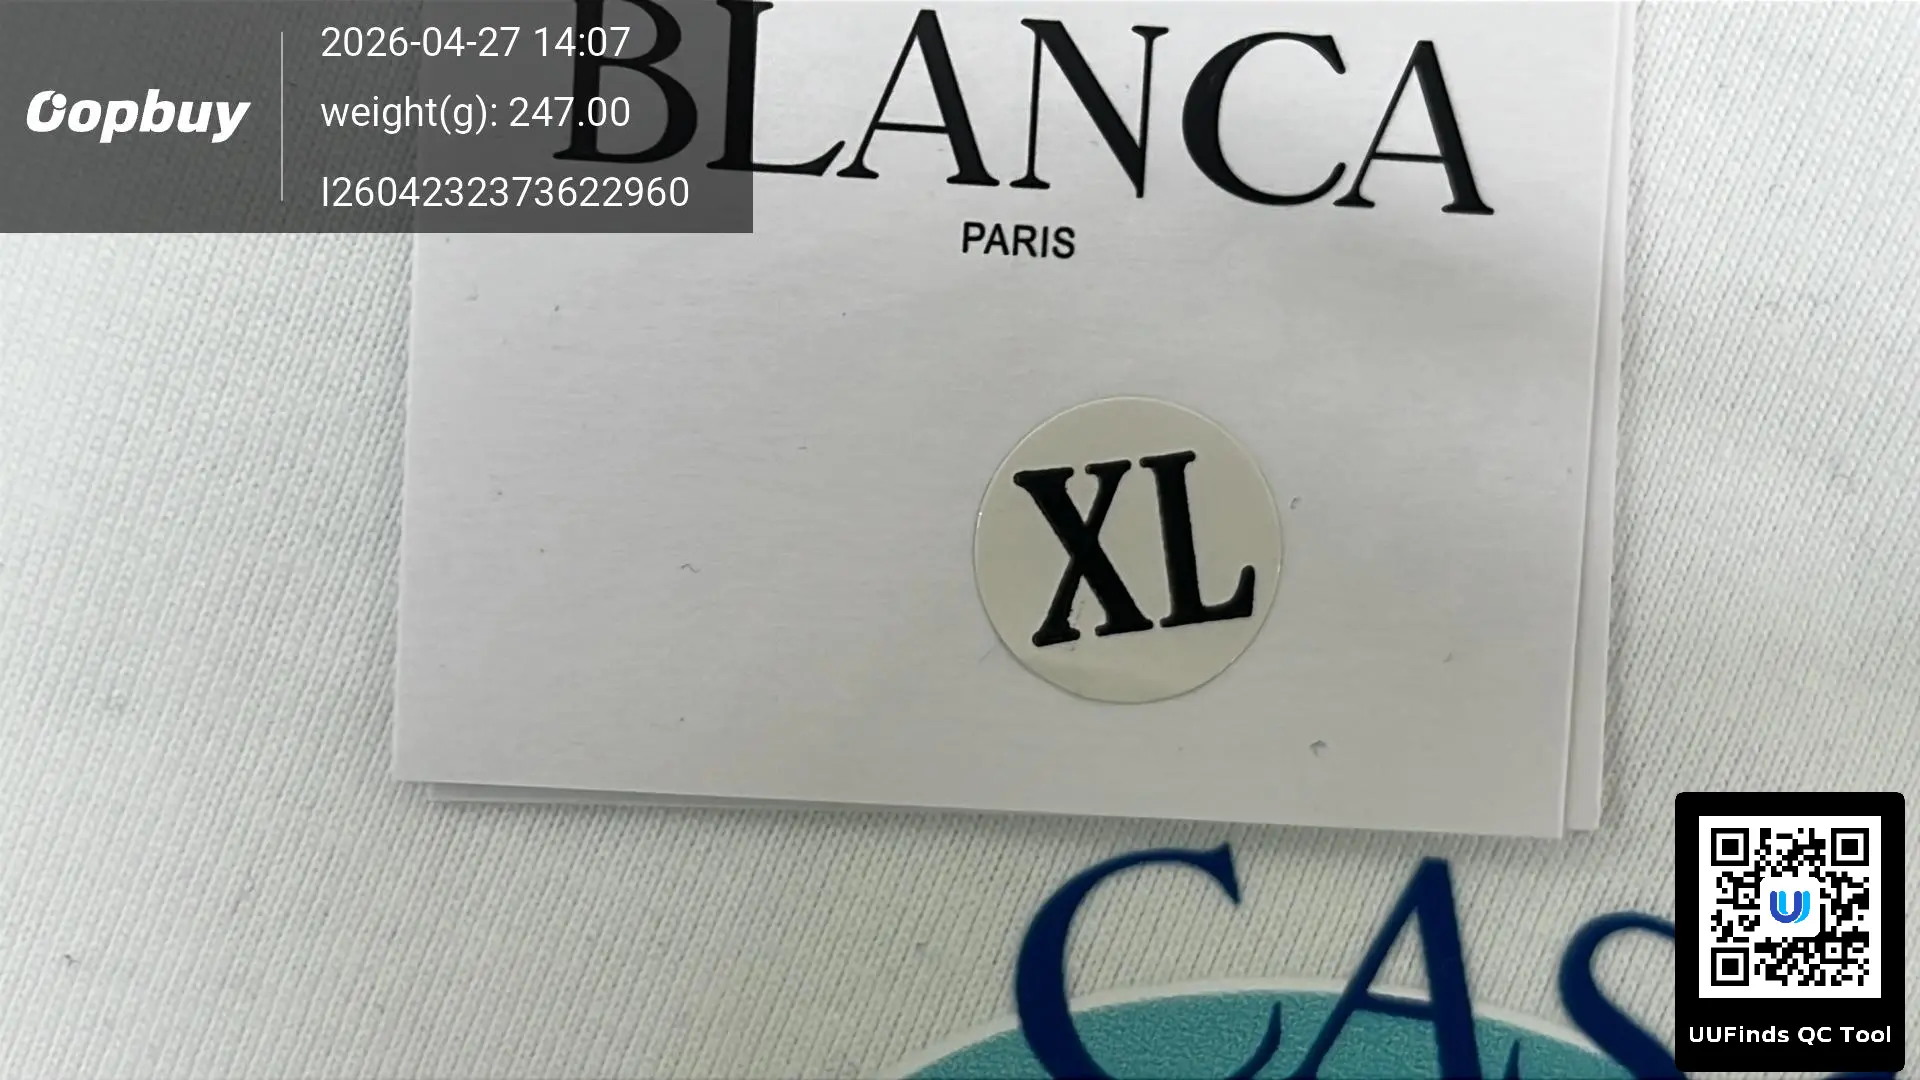 oopbuy
2026-04-27 14:07
weight(g): 247.00
I2604232373622960
BLANCA
PARIS
XL
CAS
UUFinds QC Tool